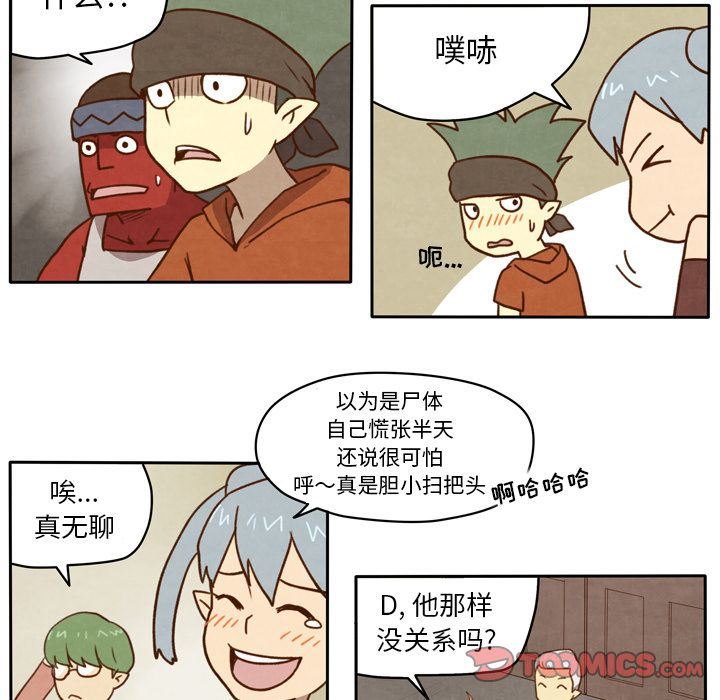 什么?!
噗哧
呃...
以为是尸体
自己慌张半天
还说很可怕
呼～真是胆小扫把头
啊哈哈哈
唉...
真无聊
D, 他那样
没关系吗?
TOOMICS.COM